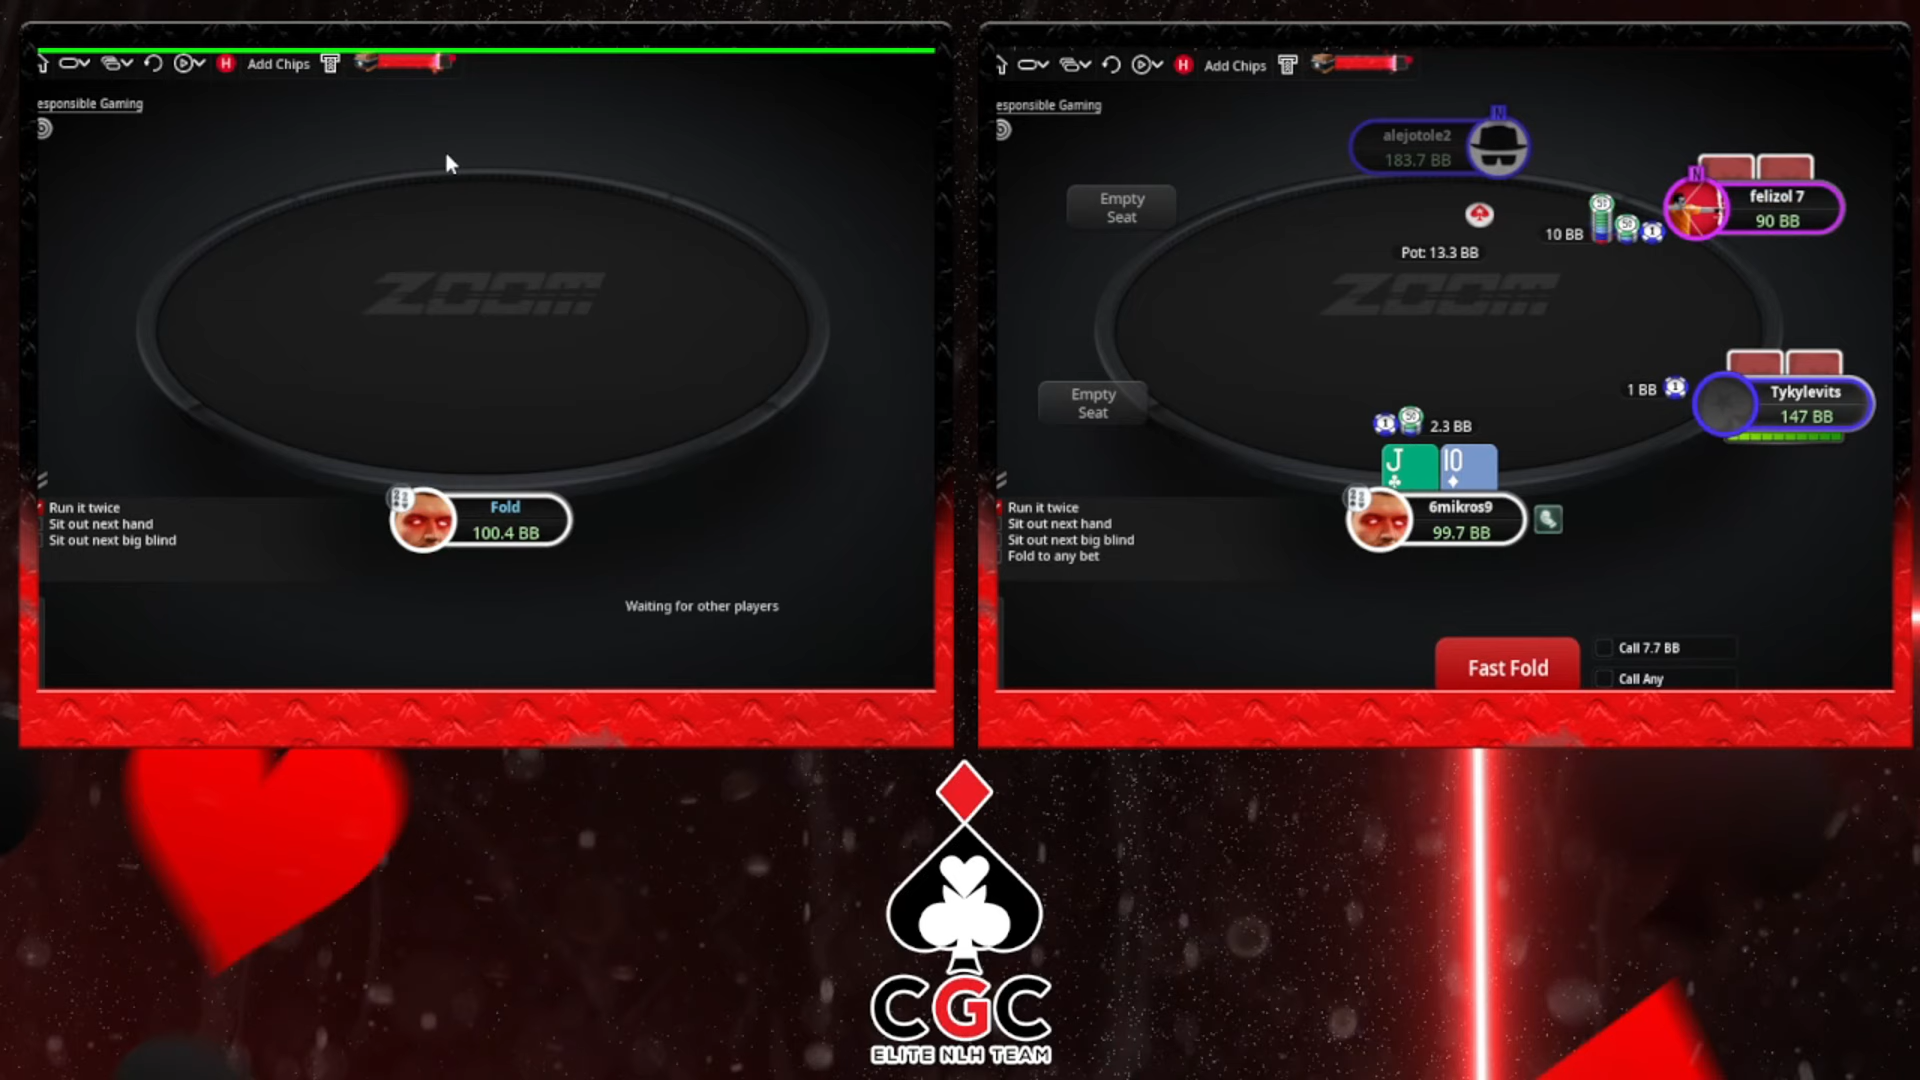 H Add Chips
esponsible Gaming
ZOOM
Run it twice
Sit out next hand
Sit out next big blind
Fold
100.4 BB
Waiting for other players
H Add Chips
esponsible Gaming
N
alejotole2
183.7 BB
Empty
Seat
N
felizol 7
90 BB
10 BB
Pot: 13.3 BB
ZOOM
Empty
Seat
1 BB
Tykylevits
147 BB
2.3 BB
J 10
6mikros9
99.7 BB
Run it twice
Sit out next hand
Sit out next big blind
Fold to any bet
Fast Fold
Call 7.7 BB
Call Any
CGC
ELITE NLH TEAM